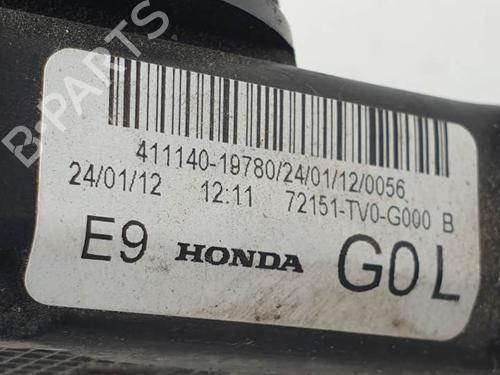 B-PARTS
411140-19780/24/01/12/0056
24/01/12 12:11 72151-TV0-G000 B
E9 HONDA G0L